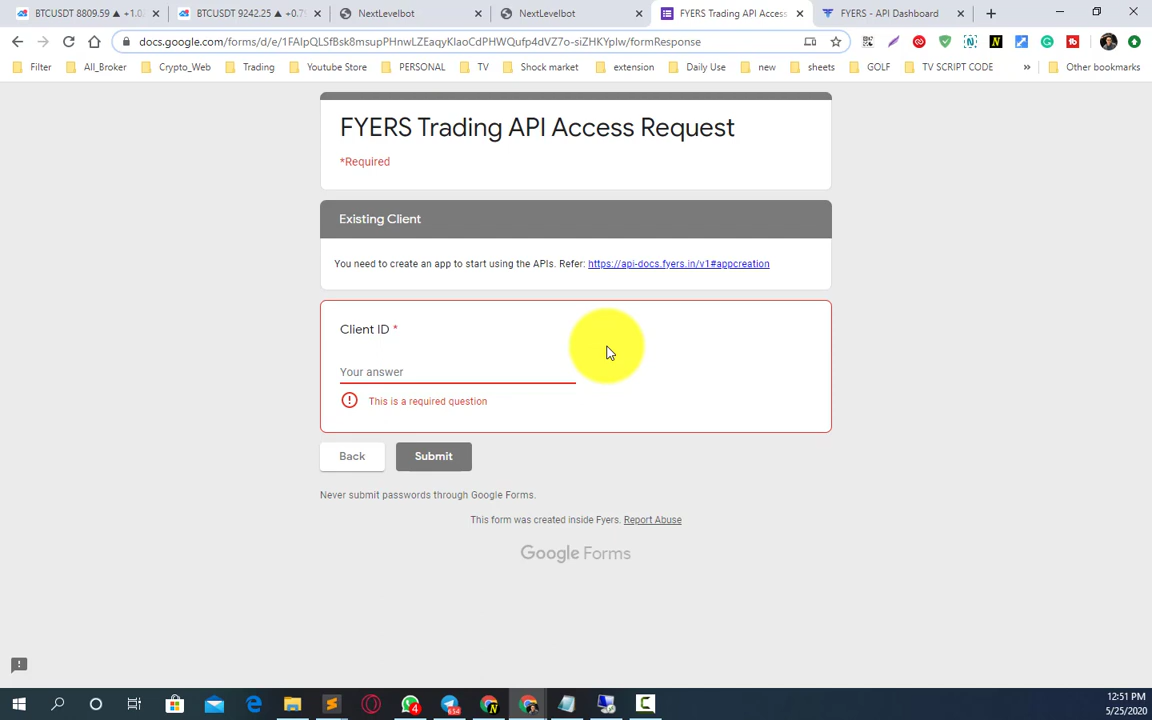 BTCUSDT 8809.59 ▲ +1.0
BTCUSDT 9242.25 ▲ +0.7
NextLevelbot
NextLevelbot
FYERS Trading API Access
FYERS - API Dashboard
docs.google.com/forms/d/e/1FAIpQLSfBsk8msupPHnwLZEaqyKlaoCdPHWQufp4dVZ7o-siZHKYplw/formResponse
Filter
All_Broker
Crypto_Web
Trading
Youtube Store
PERSONAL
TV
Shock market
extension
Daily Use
new
sheets
GOLF
TV SCRIPT CODE
»
Other bookmarks
FYERS Trading API Access Request
*Required
Existing Client
You need to create an app to start using the APIs. Refer: https://api-docs.fyers.in/v1#appcreation
Client ID *
Your answer
This is a required question
Back
Submit
Never submit passwords through Google Forms.
This form was created inside Fyers. Report Abuse
Google Forms
12:51 PM
5/25/2020